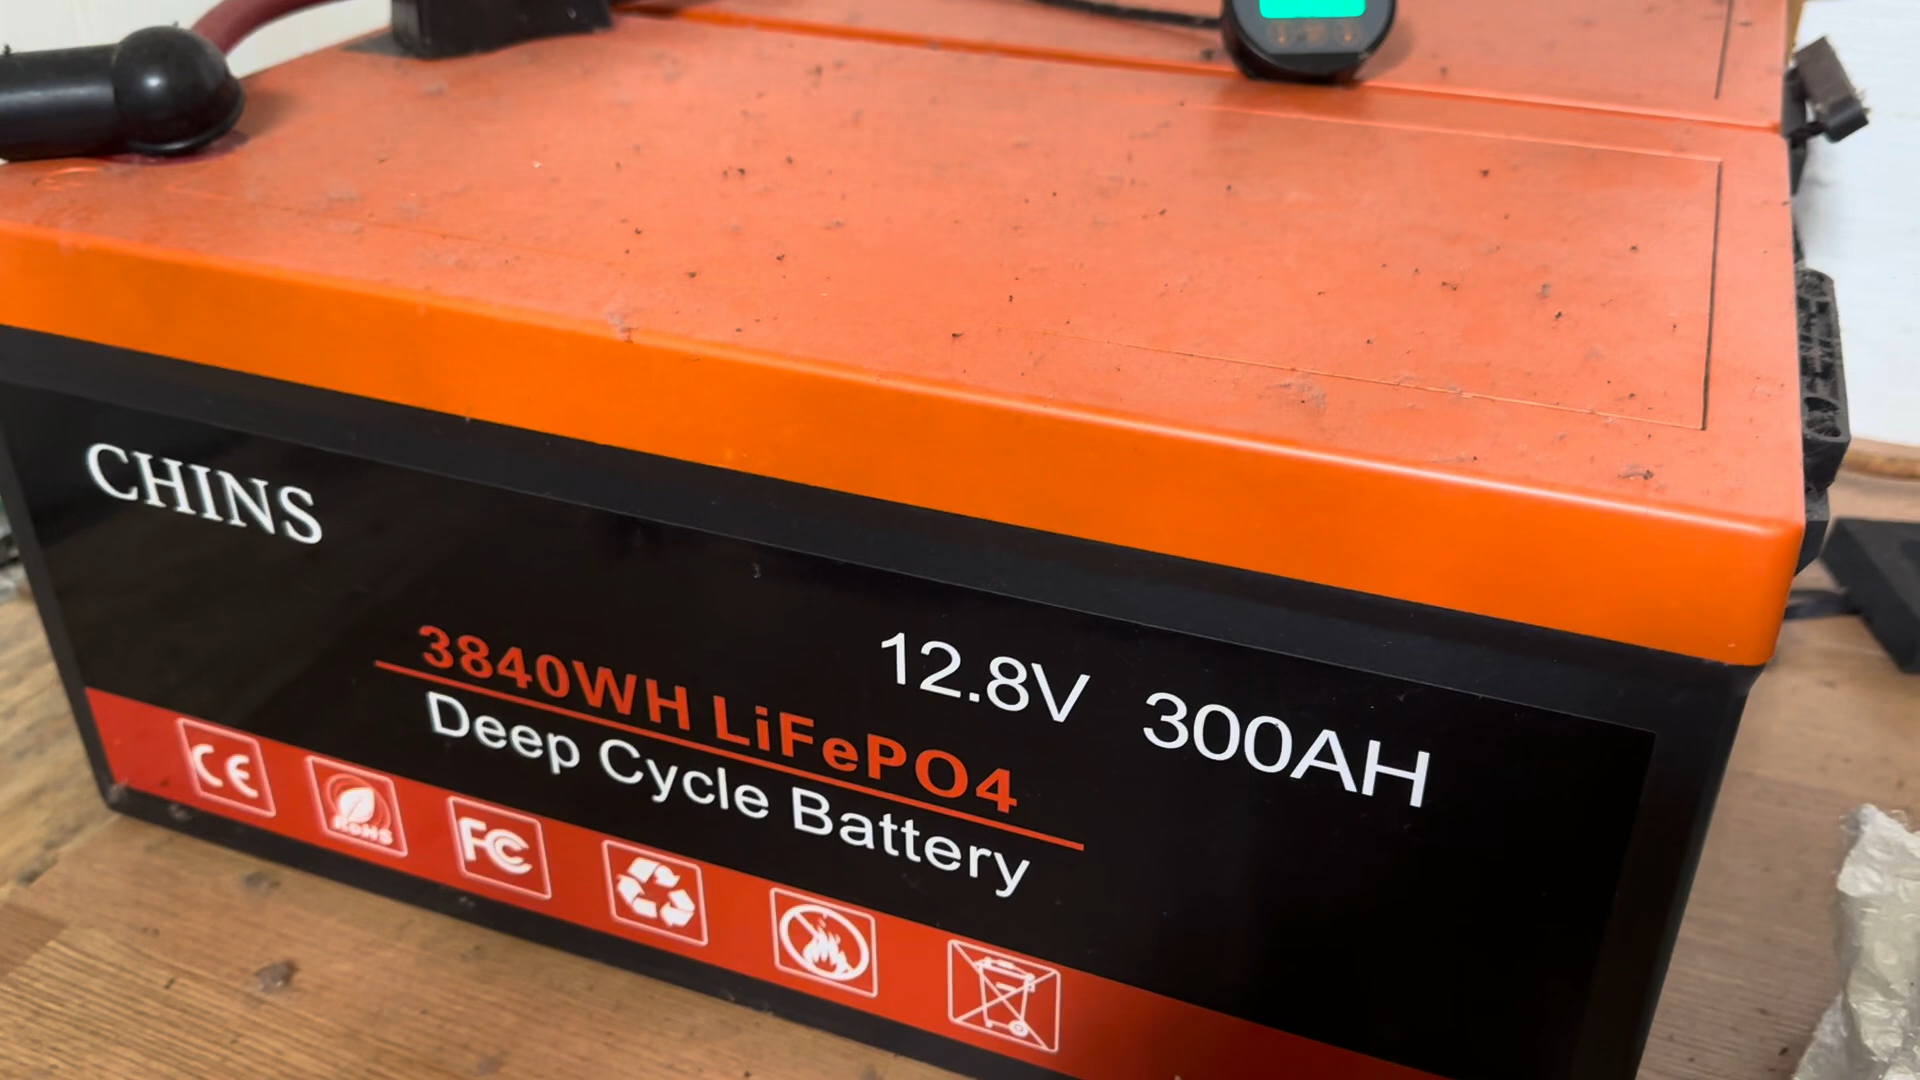 CHINS
12.8V 300AH
3840WH LiFePO4
Deep Cycle Battery
CE
RoHS
FC